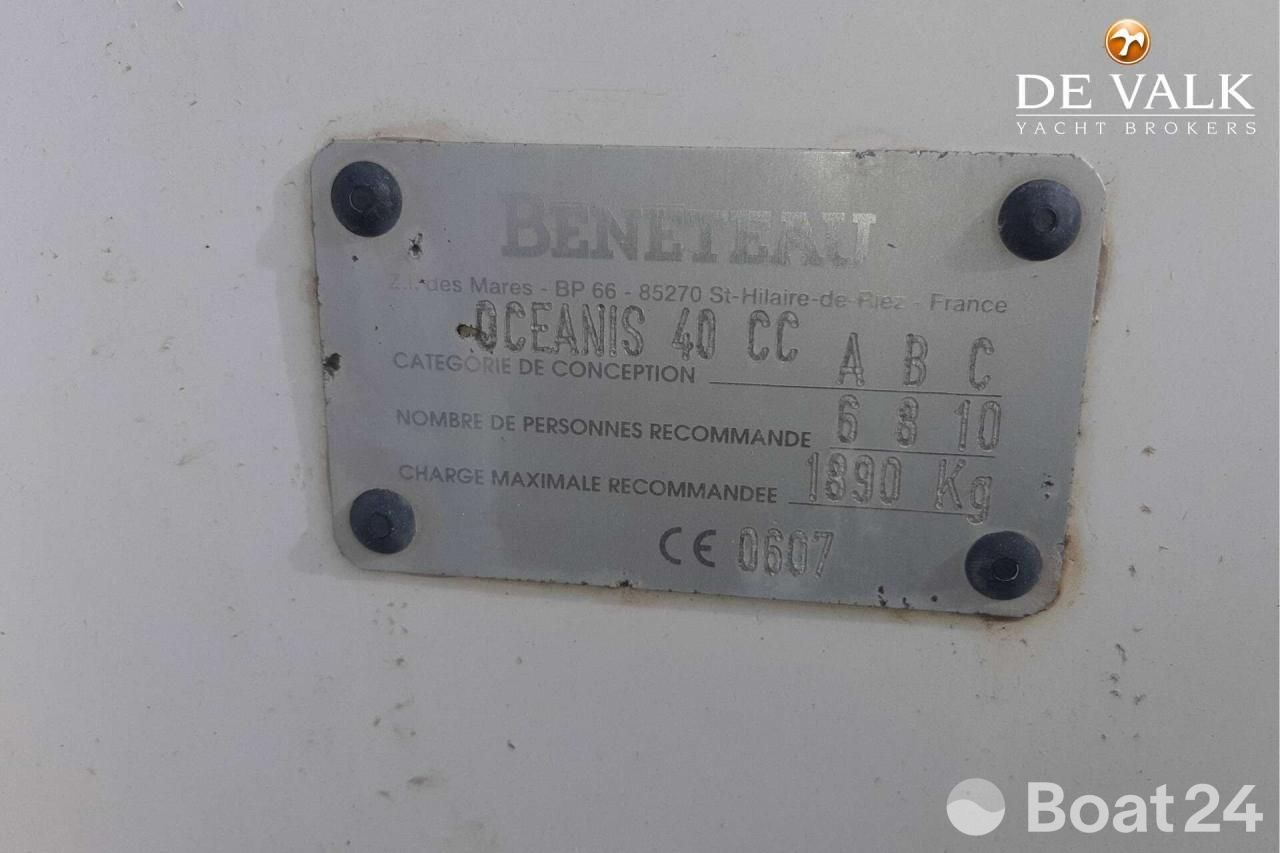 DE VALK
YACHT BROKERS
BENETEAU
Z.I. des Mares - BP 66 - 85270 St-Hilaire-de-Riez - France
OCEANIS 40 CC
CATEGORIE DE CONCEPTION A B C
NOMBRE DE PERSONNES RECOMMANDE 6 8 10
CHARGE MAXIMALE RECOMMANDEE 1890 Kg
CE 0607
Boat24